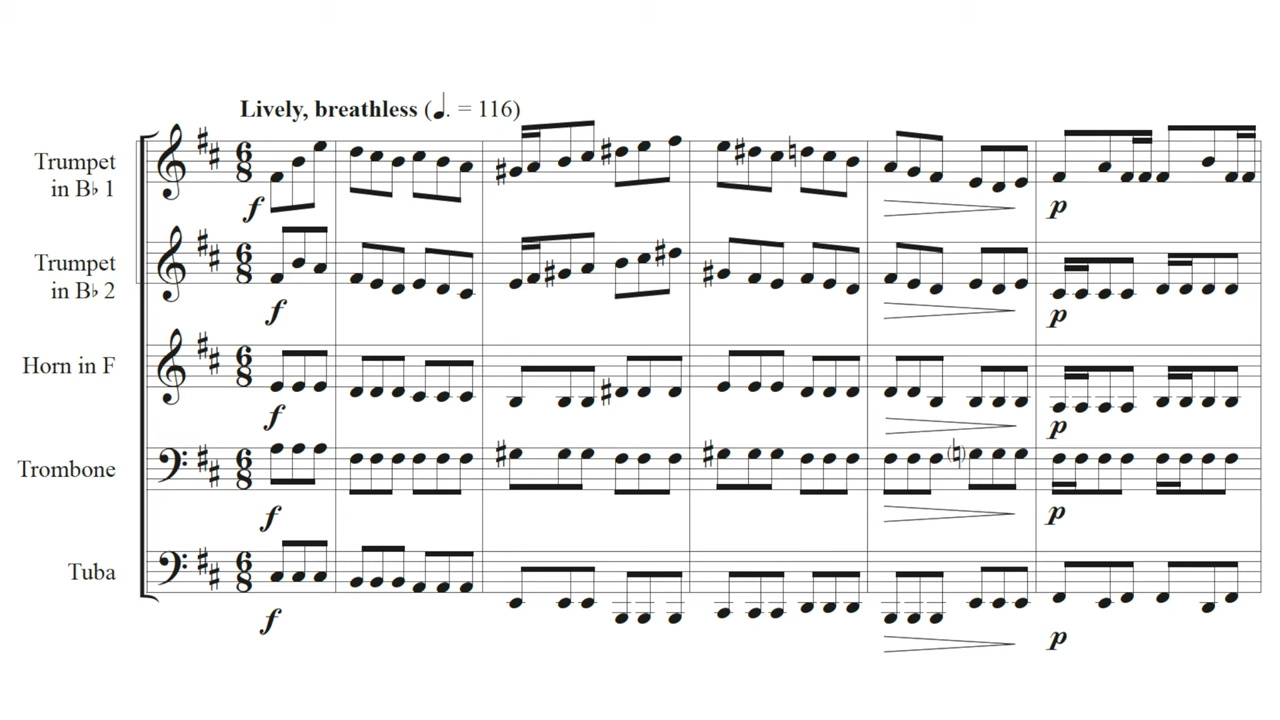 Lively, breathless (♩. = 116)
Trumpet
in B♭ 1
f
p
Trumpet
in B♭ 2
f
p
Horn in F
f
p
Trombone
f
p
Tuba
f
p